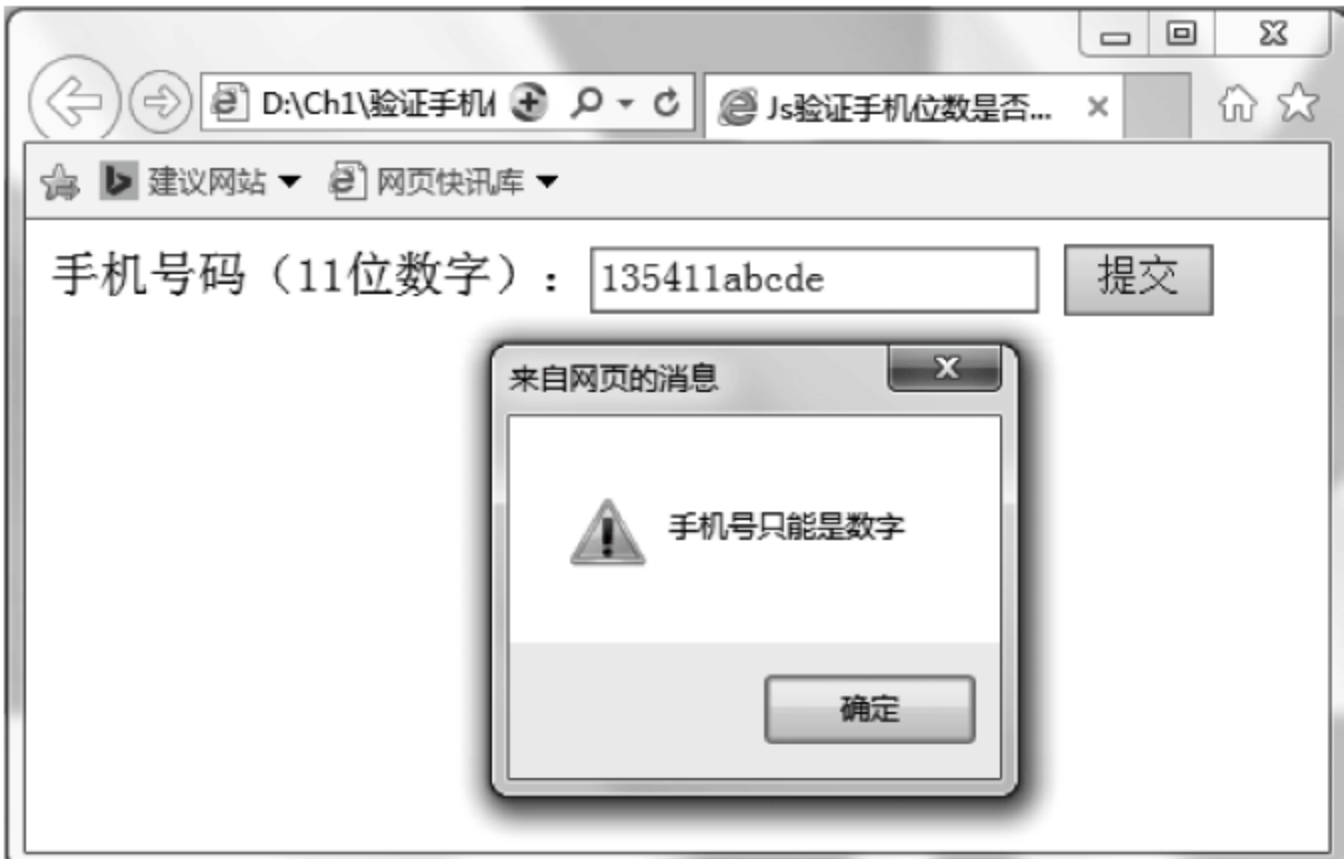 D:\Ch1\验证手机
Js验证手机位数是否...
建议网站
网页快讯库
手机号码（11位数字）：
135411abcde
提交
来自网页的消息
手机号只能是数字
确定